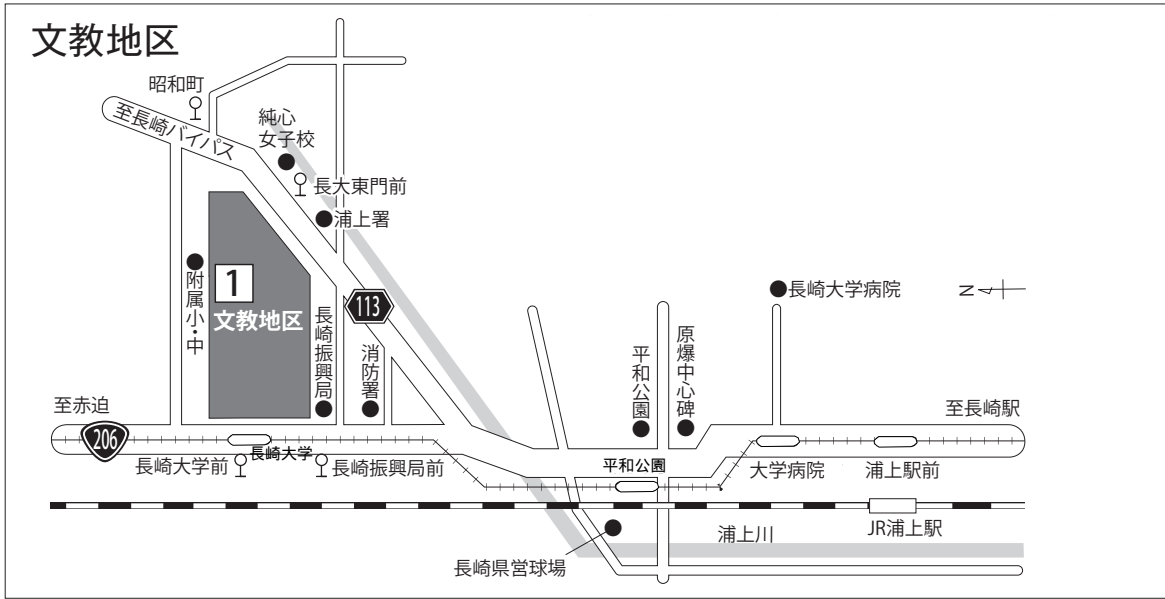 文教地区
昭和町
至長崎バイパス
純心
女子校
長大東門前
浦上署
附属小・中
1
文教地区
長崎振興局
消防署
113
長崎大学病院
N
平和公園
原爆中心碑
至赤迫
206
至長崎駅
長崎大学前
長崎大学
長崎振興局前
平和公園
大学病院
浦上駅前
浦上川
JR浦上駅
長崎県営球場